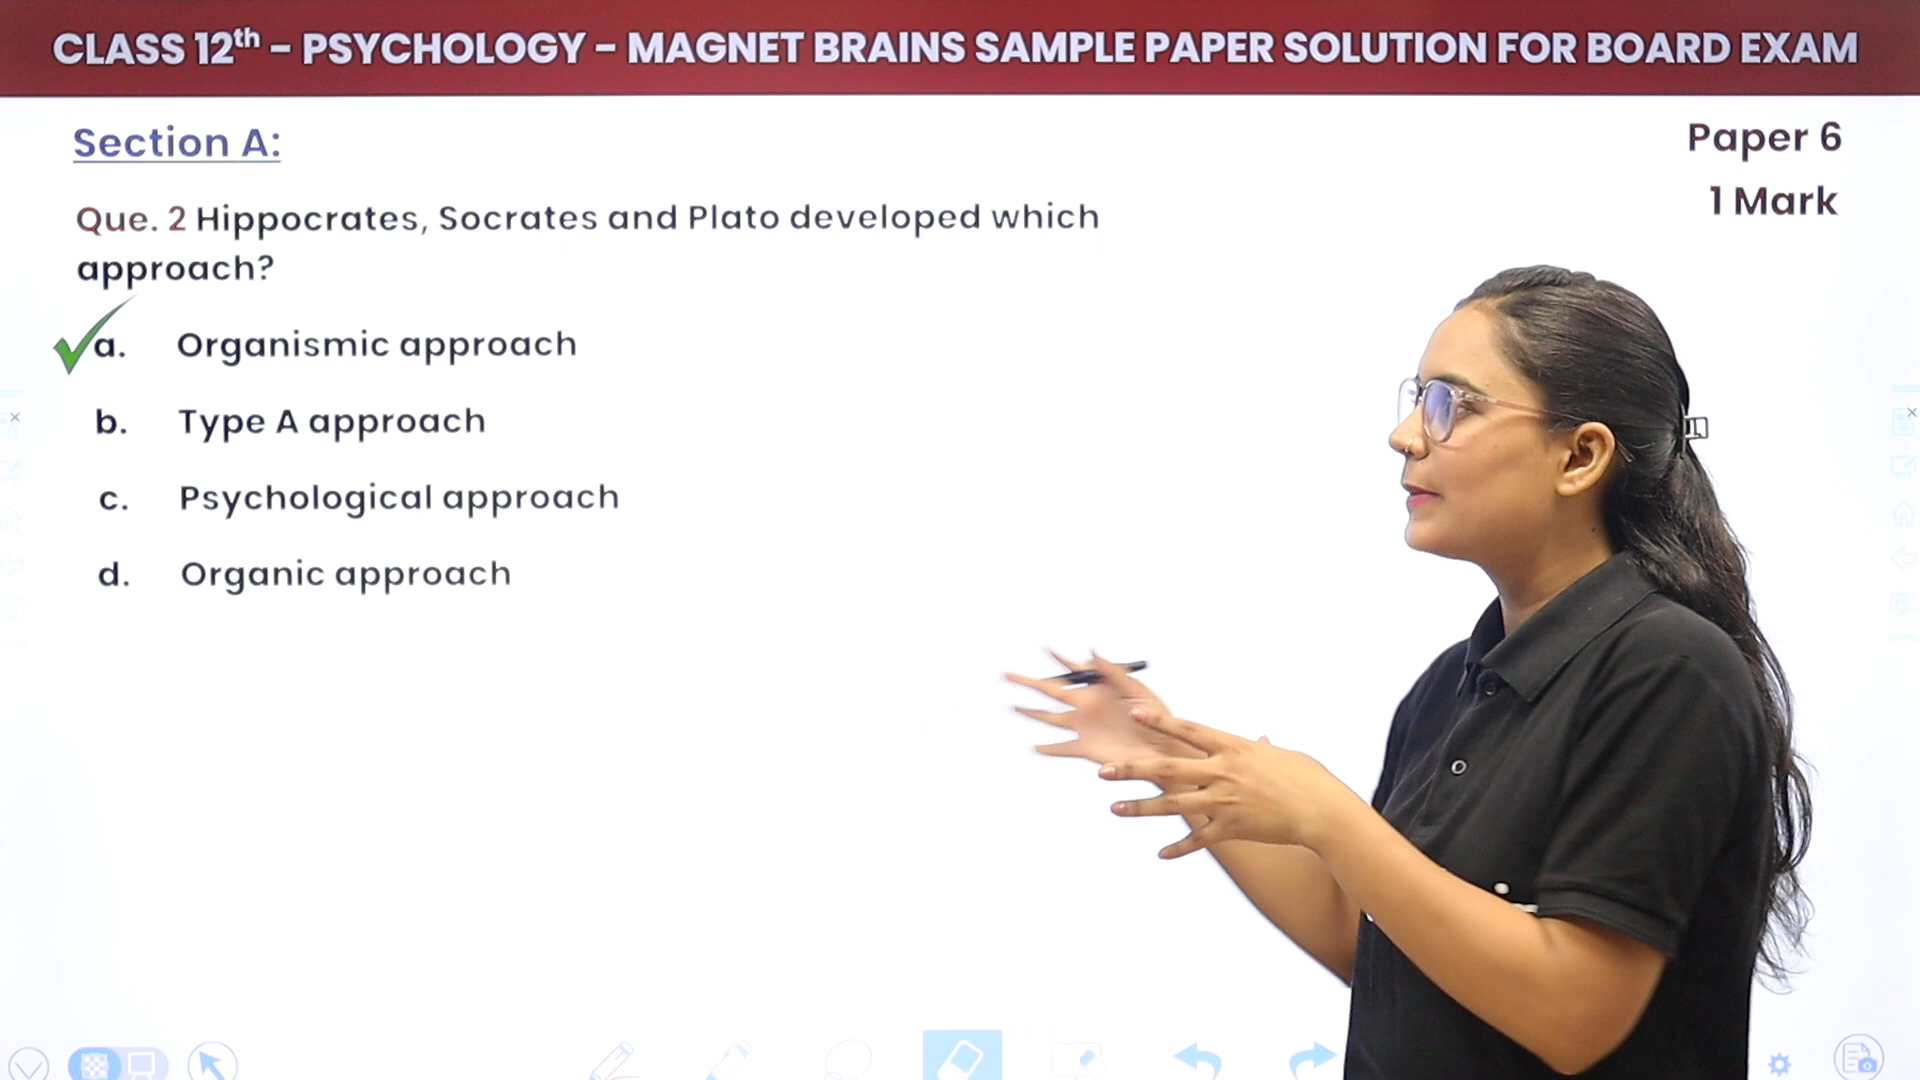 CLASS 12th – PSYCHOLOGY – MAGNET BRAINS SAMPLE PAPER SOLUTION FOR BOARD EXAM
Section A:
Paper 6
1 Mark
Que. 2 Hippocrates, Socrates and Plato developed which
approach?
a. Organismic approach
b. Type A approach
c. Psychological approach
d. Organic approach